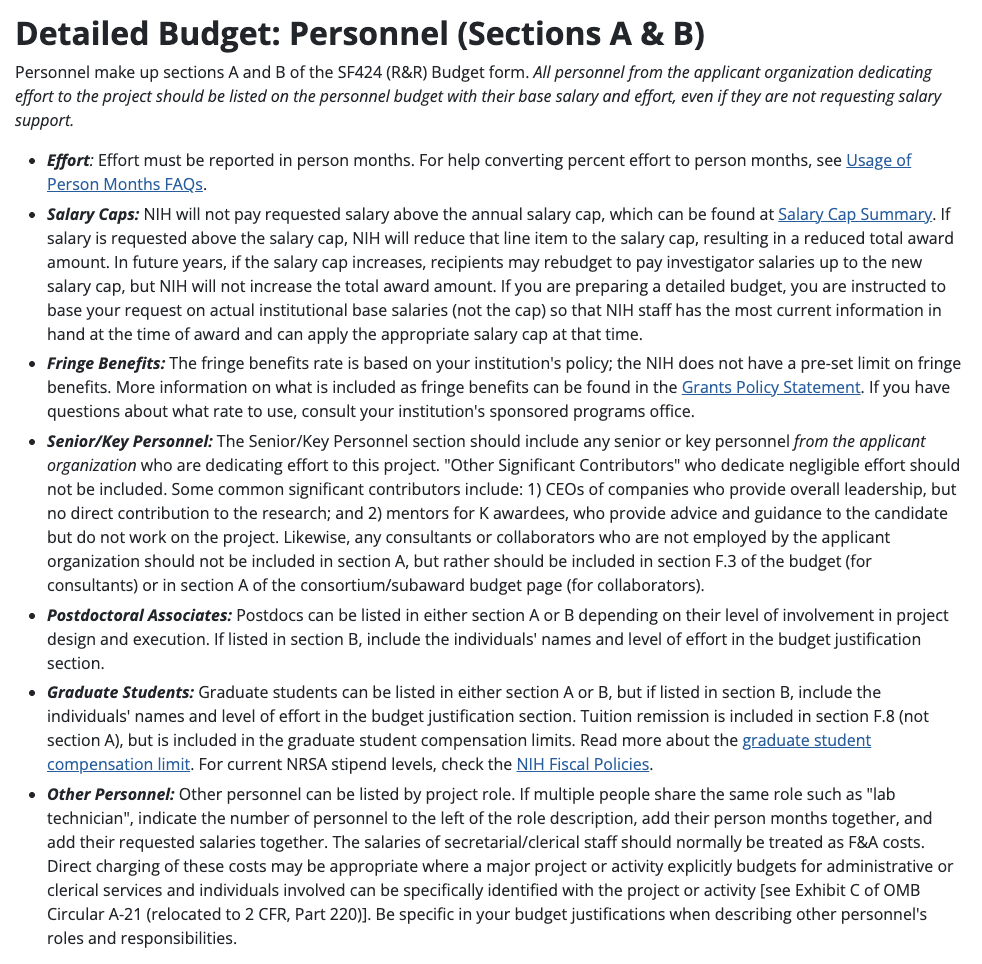 Detailed Budget: Personnel (Sections A & B)
Personnel make up sections A and B of the SF424 (R&R) Budget form. All personnel from the applicant organization dedicating
effort to the project should be listed on the personnel budget with their base salary and effort, even if they are not requesting salary
support.
• Effort: Effort must be reported in person months. For help converting percent effort to person months, see Usage of
Person Months FAQs.
• Salary Caps: NIH will not pay requested salary above the annual salary cap, which can be found at Salary Cap Summary. If
salary is requested above the salary cap, NIH will reduce that line item to the salary cap, resulting in a reduced total award
amount. In future years, if the salary cap increases, recipients may rebudget to pay investigator salaries up to the new
salary cap, but NIH will not increase the total award amount. If you are preparing a detailed budget, you are instructed to
base your request on actual institutional base salaries (not the cap) so that NIH staff has the most current information in
hand at the time of award and can apply the appropriate salary cap at that time.
• Fringe Benefits: The fringe benefits rate is based on your institution's policy; the NIH does not have a pre-set limit on fringe
benefits. More information on what is included as fringe benefits can be found in the Grants Policy Statement. If you have
questions about what rate to use, consult your institution's sponsored programs office.
• Senior/Key Personnel: The Senior/Key Personnel section should include any senior or key personnel from the applicant
organization who are dedicating effort to this project. "Other Significant Contributors" who dedicate negligible effort should
not be included. Some common significant contributors include: 1) CEOs of companies who provide overall leadership, but
no direct contribution to the research; and 2) mentors for K awardees, who provide advice and guidance to the candidate
but do not work on the project. Likewise, any consultants or collaborators who are not employed by the applicant
organization should not be included in section A, but rather should be included in section F.3 of the budget (for
consultants) or in section A of the consortium/subaward budget page (for collaborators).
• Postdoctoral Associates: Postdocs can be listed in either section A or B depending on their level of involvement in project
design and execution. If listed in section B, include the individuals' names and level of effort in the budget justification
section.
• Graduate Students: Graduate students can be listed in either section A or B, but if listed in section B, include the
individuals' names and level of effort in the budget justification section. Tuition remission is included in section F.8 (not
section A), but is included in the graduate student compensation limits. Read more about the graduate student
compensation limit. For current NRSA stipend levels, check the NIH Fiscal Policies.
• Other Personnel: Other personnel can be listed by project role. If multiple people share the same role such as "lab
technician", indicate the number of personnel to the left of the role description, add their person months together, and
add their requested salaries together. The salaries of secretarial/clerical staff should normally be treated as F&A costs.
Direct charging of these costs may be appropriate where a major project or activity explicitly budgets for administrative or
clerical services and individuals involved can be specifically identified with the project or activity [see Exhibit C of OMB
Circular A-21 (relocated to 2 CFR, Part 220)]. Be specific in your budget justifications when describing other personnel's
roles and responsibilities.